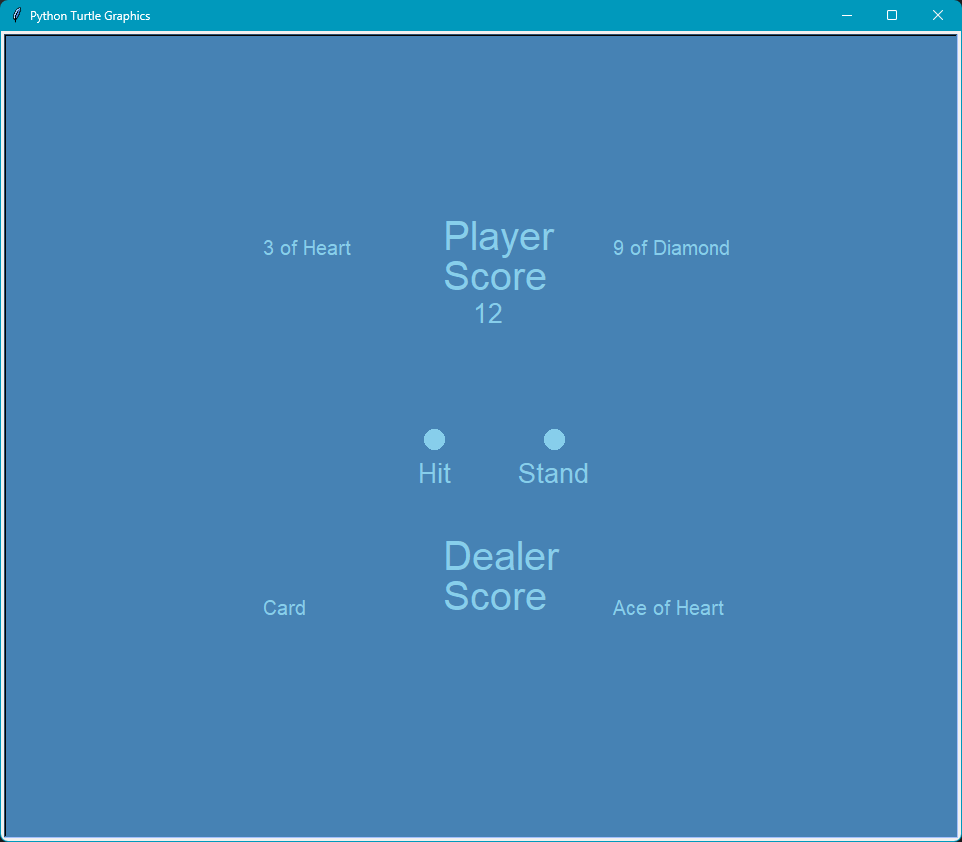 Python Turtle Graphics
3 of Heart
Player
Score
12
9 of Diamond
Hit
Stand
Card
Dealer
Score
Ace of Heart